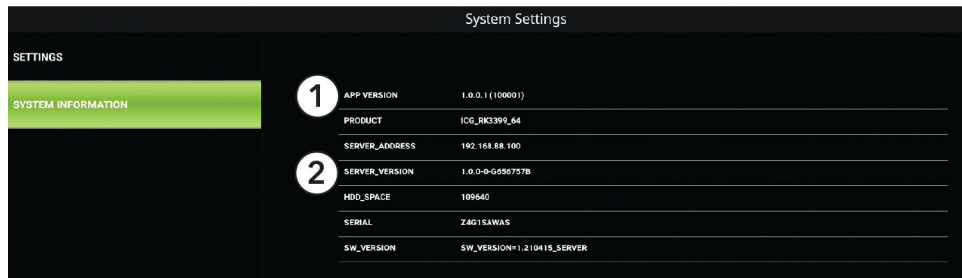 System Settings
SETTINGS
SYSTEM INFORMATION
1
APP VERSION 1.0.0.1 (100001)
PRODUCT ICG_RK3399_64
SERVER_ADDRESS 192.168.88.100
2
SERVER_VERSION 1.0.0-0-G656757B
HDD_SPACE 109640
SERIAL Z4G1SAWAS
SW_VERSION SW_VERSION=1.210415_SERVER